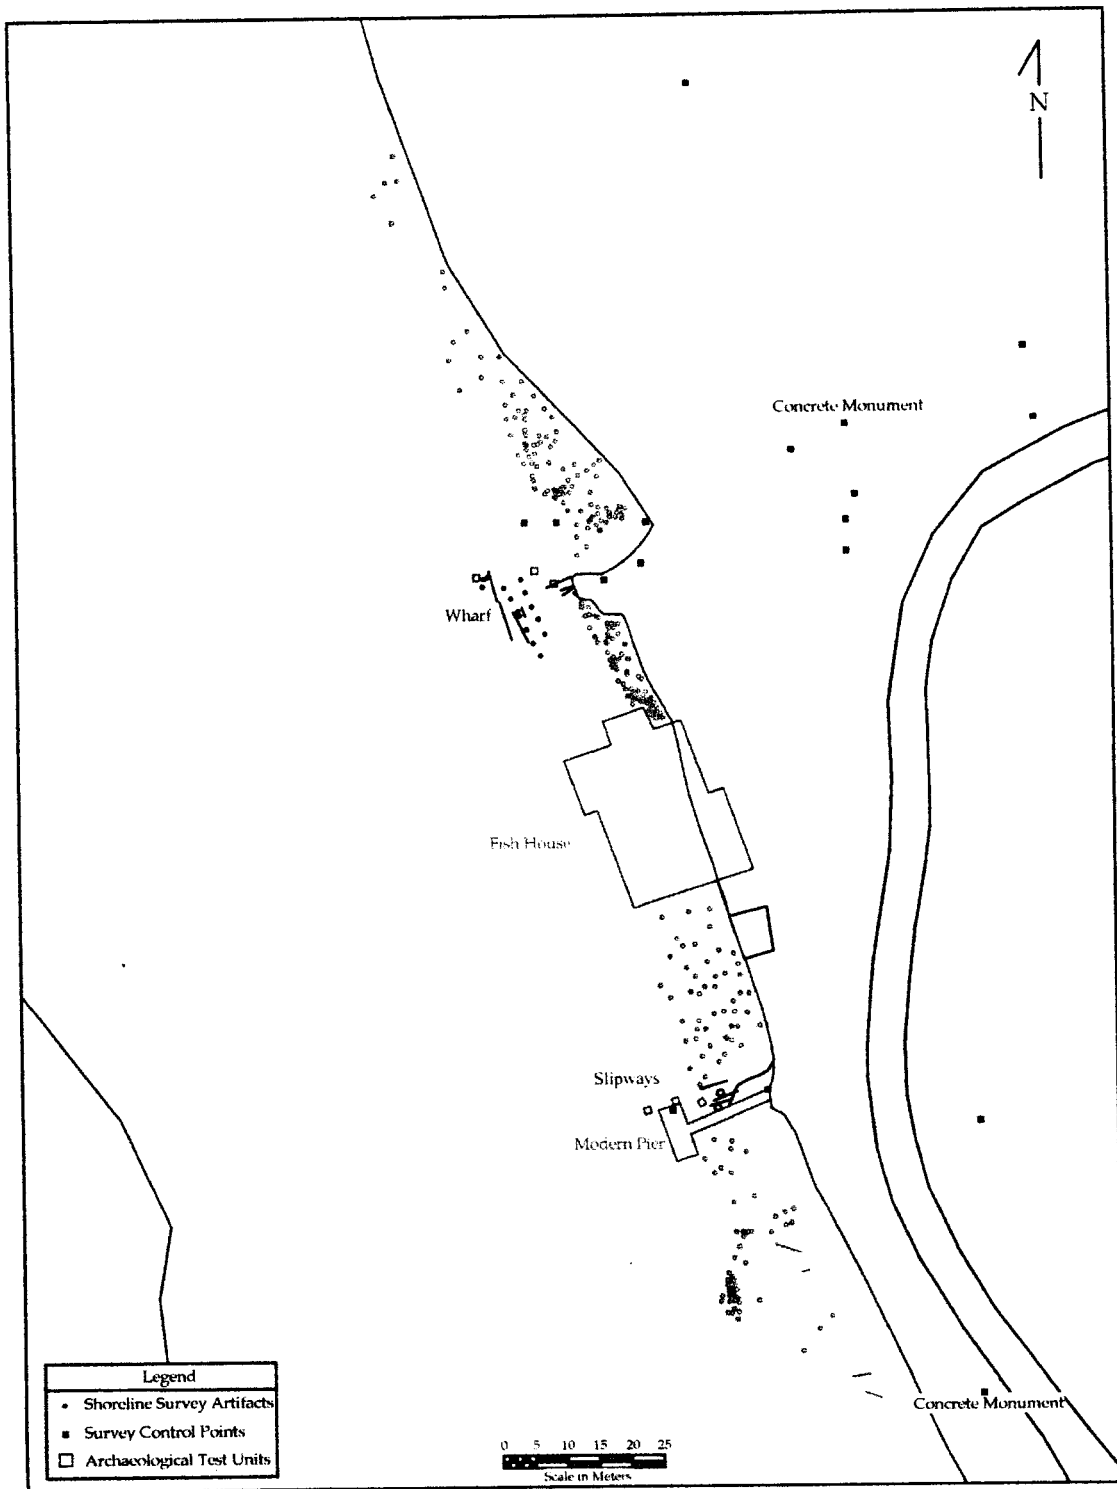 N
Concrete Monument
Wharf
Fish House
Slipways
Modern Pier
Concrete Monument
Legend
Shoreline Survey Artifacts
Survey Control Points
Archaeological Test Units
0 5 10 15 20 25
Scale in Meters